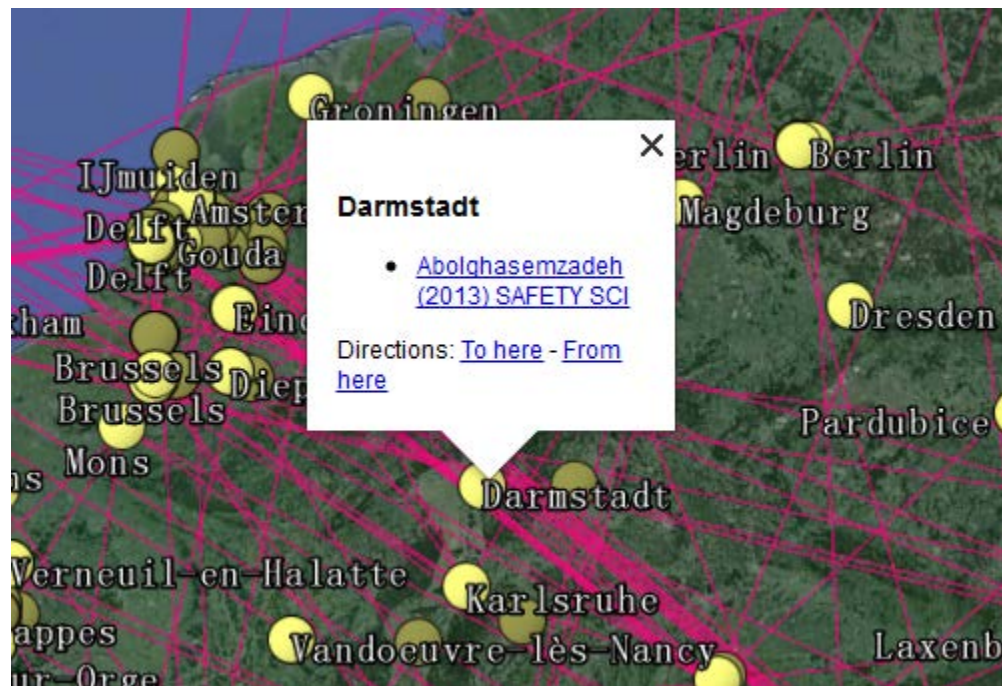 Groningen
IJmuiden
erlin Berlin
Amster
Magdeburg
Delft
Gouda
Delft
ham
Eind
Dresden
Brussels
Diep
Brussels
Pardubice
Mons
ns
Darmstadt
Verneuil-en-Halatte
Karlsruhe
appes
Vandoeuvre-lès-Nancy
Laxenb
ur-Orge
Darmstadt
Abolghasemzadeh
(2013) SAFETY SCI
Directions: To here - From
here